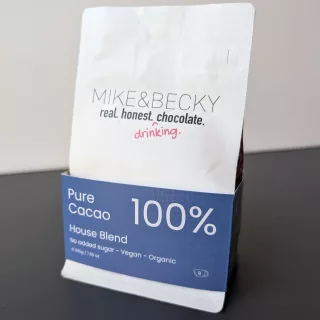 MIKE&BECKY
real. honest. chocolate.
drinking.
Pure
Cacao
100%
House Blend
No added sugar - Vegan - Organic